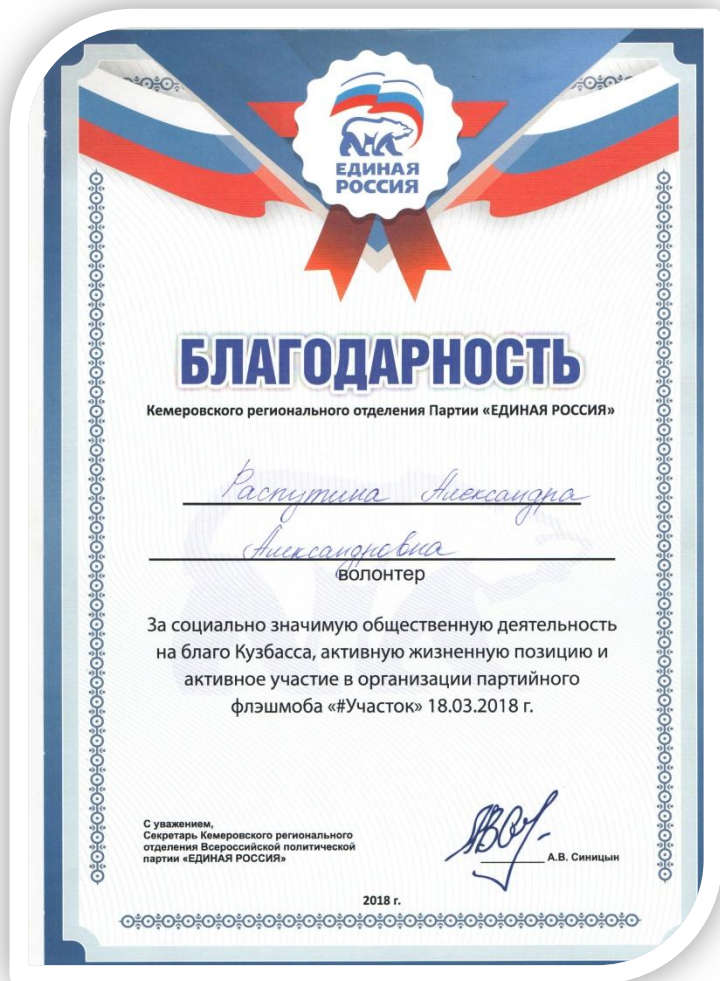 ЕДИНАЯ
РОССИЯ
БЛАГОДАРНОСТЬ
Кемеровского регионального отделения Партии «ЕДИНАЯ РОССИЯ»
Распутина Александра
Александровна
волонтер
За социально значимую общественную деятельность
на благо Кузбасса, активную жизненную позицию и
активное участие в организации партийного
флэшмоба «#Участок» 18.03.2018 г.
С уважением,
Секретарь Кемеровского регионального
отделения Всероссийской политической
партии «ЕДИНАЯ РОССИЯ»
А.В. Синицын
2018 г.